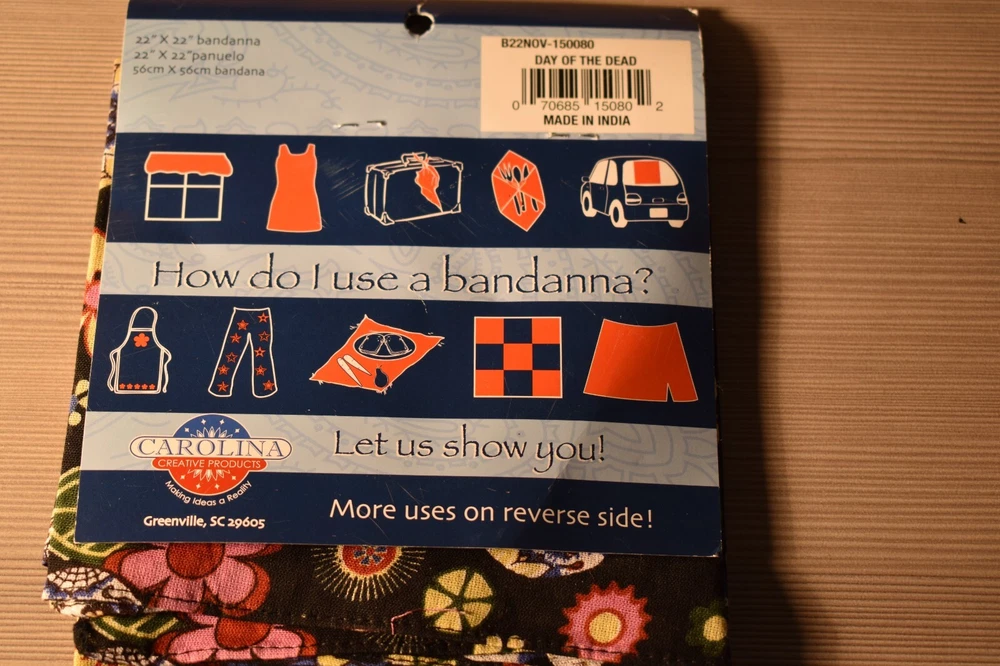 22" X 22" bandanna
22" X 22"panuelo
56cm X 56cm bandana
B22NOV-150080
DAY OF THE DEAD
0 70685 15080 2
MADE IN INDIA
How do I use a bandanna?
CAROLINA
CREATIVE PRODUCTS
Making Ideas a Reality
Greenville, SC 29605
Let us show you!
More uses on reverse side!